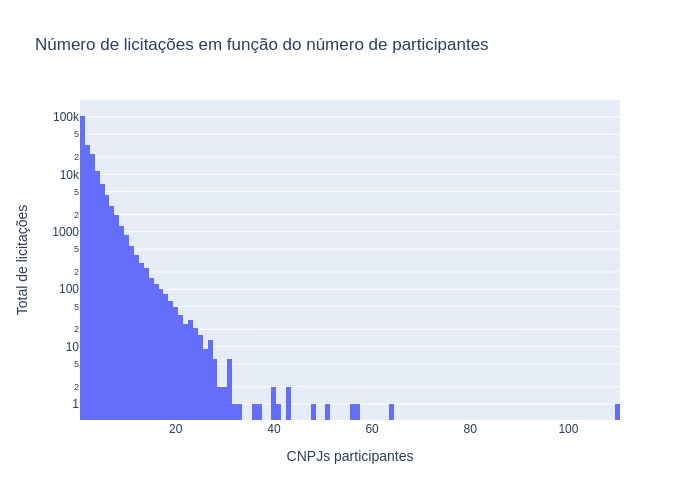 Número de licitações em função do número de participantes
100k
5
2
10k
5
2
1000
5
2
100
5
2
10
5
2
1
Total de licitações
20 40 60 80 100
CNPJs participantes